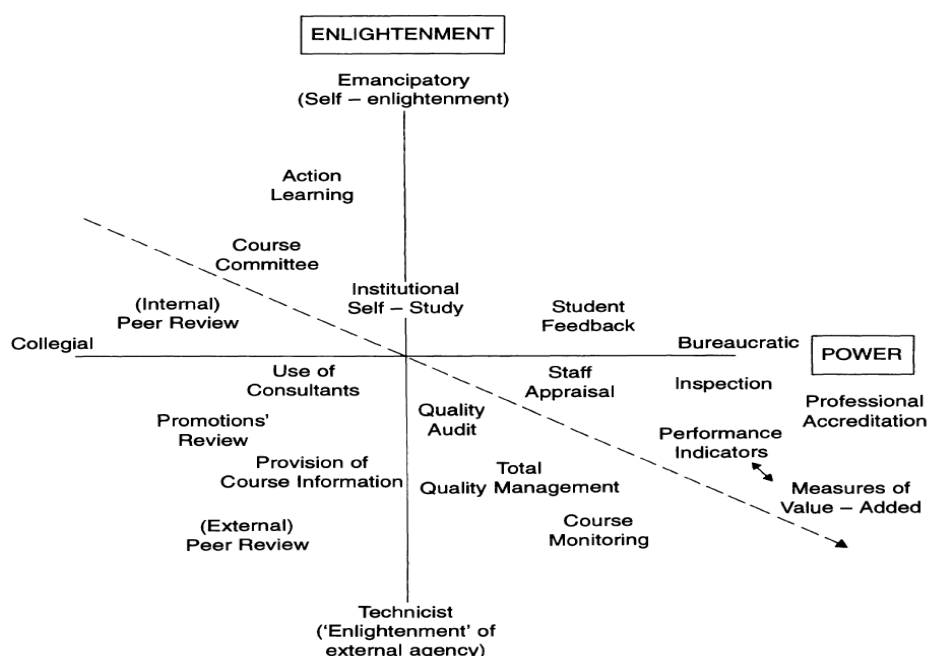 ENLIGHTENMENT
Emancipatory
(Self – enlightenment)
Action
Learning
Course
Committee
Institutional
Self – Study
(Internal)
Peer Review
Student
Feedback
Collegial
Bureaucratic
POWER
Use of
Consultants
Staff
Appraisal
Inspection
Professional
Accreditation
Quality
Audit
Promotions'
Review
Performance
Indicators
Provision of
Course Information
Total
Quality Management
Measures of
Value – Added
(External)
Peer Review
Course
Monitoring
Technicist
('Enlightenment' of
external agency)